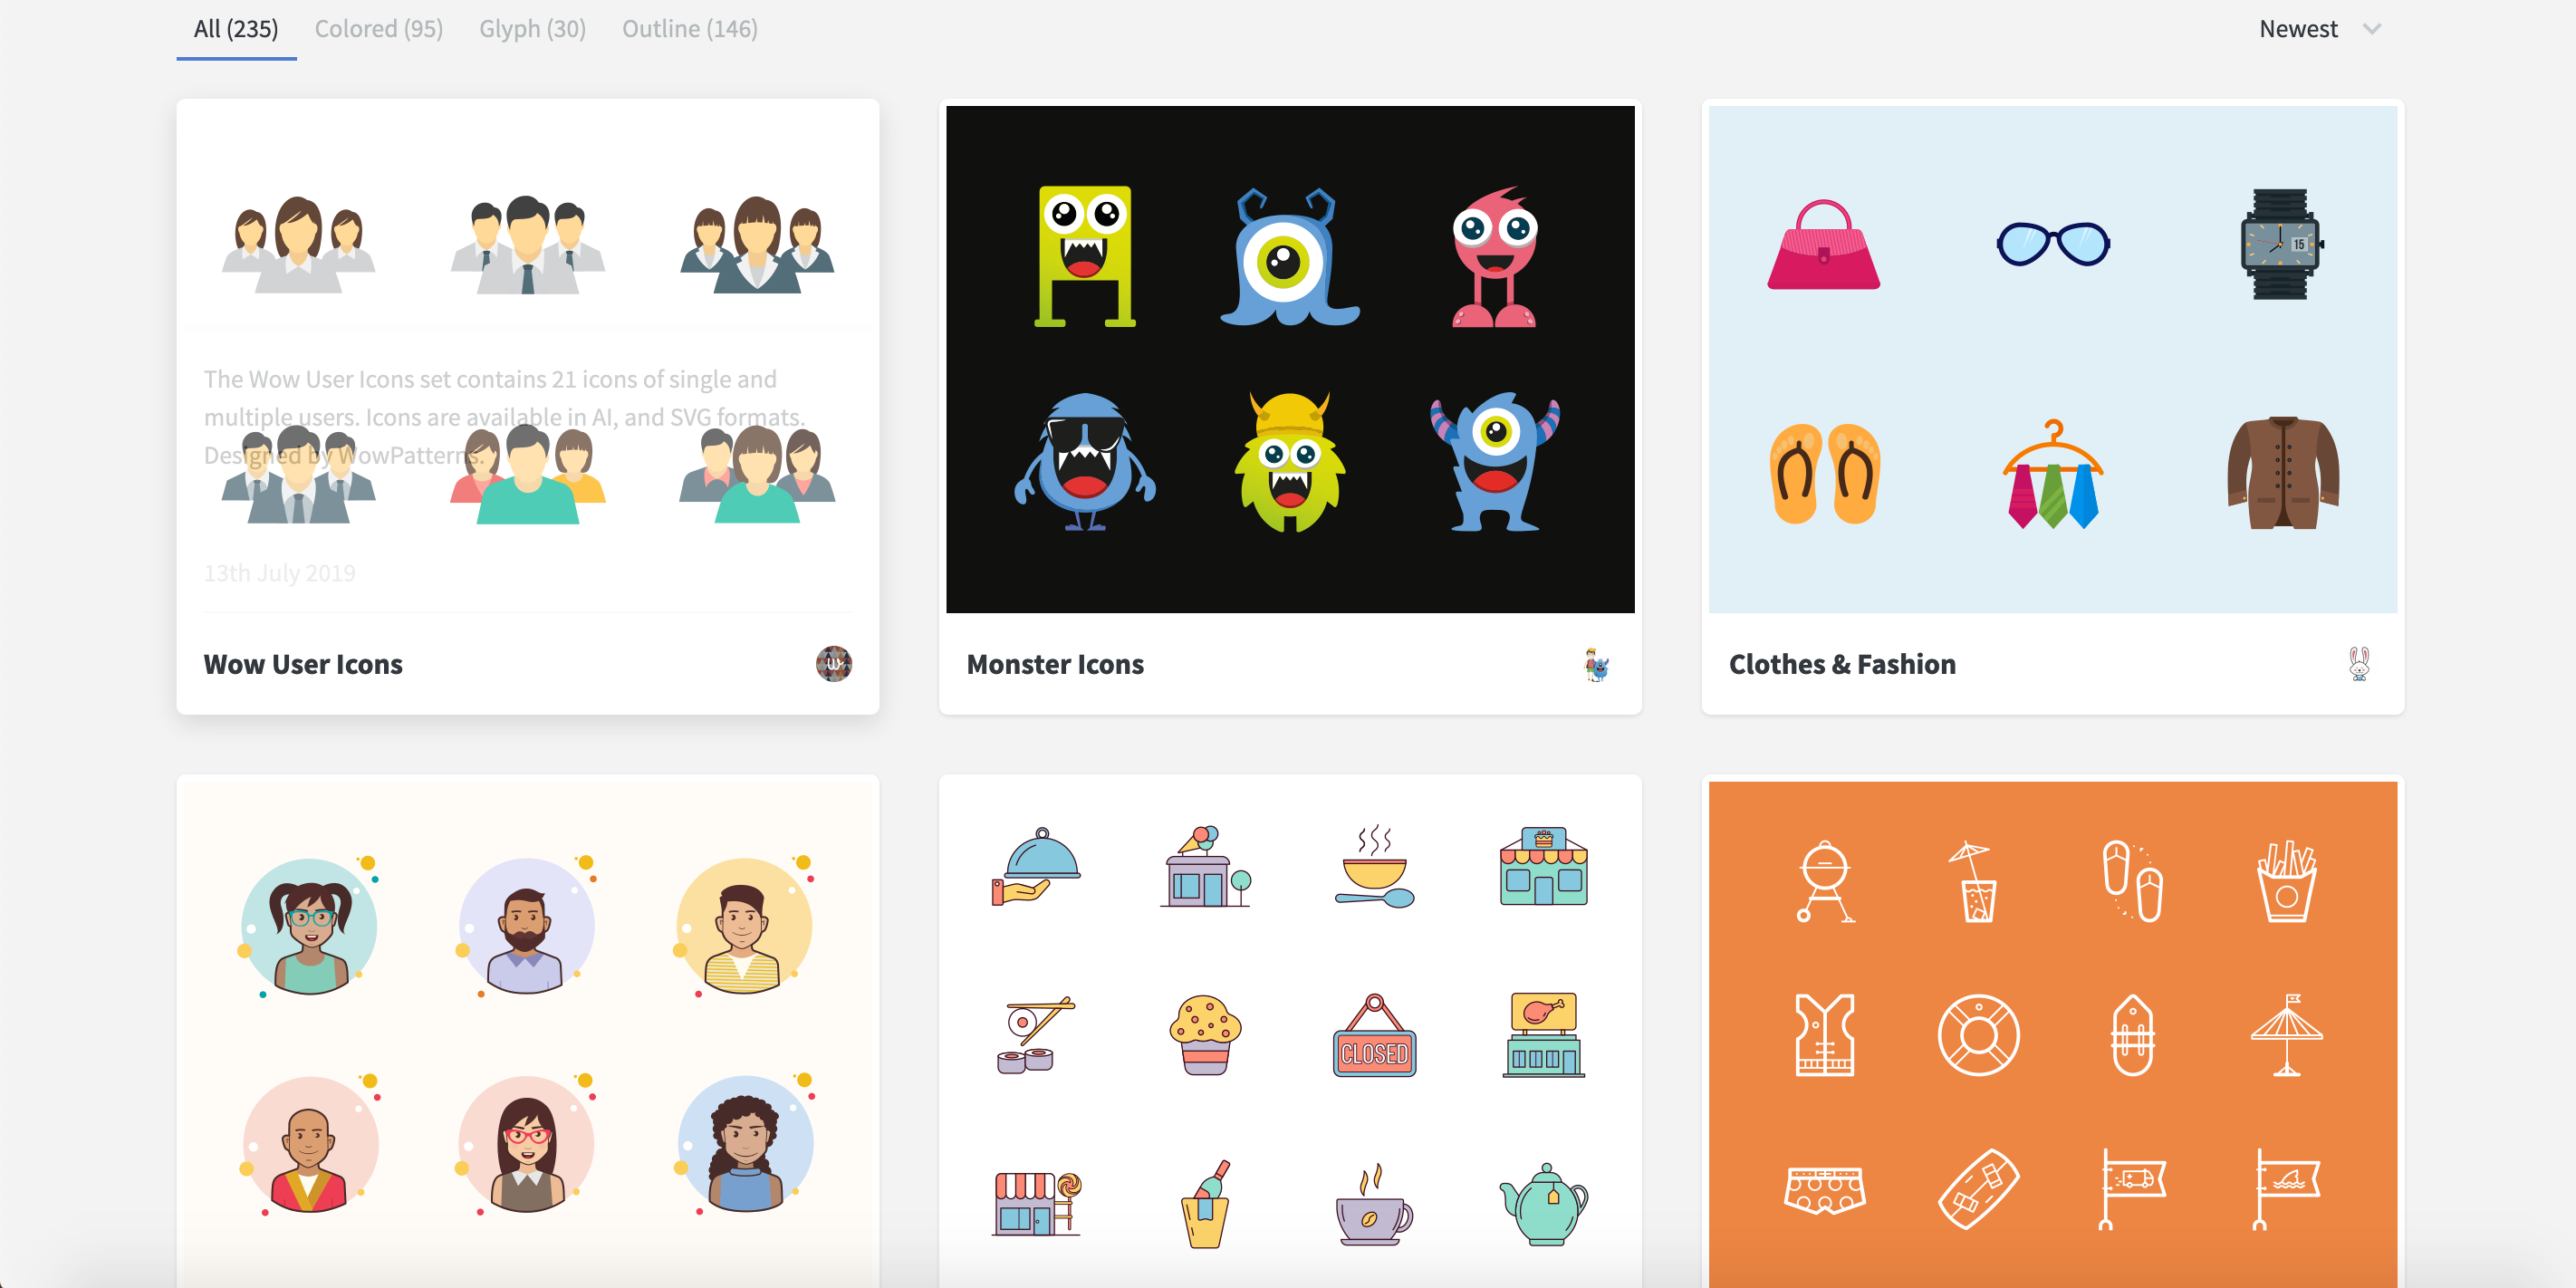 All (235) Colored (95) Glyph (30) Outline (146) Newest
15
The Wow User Icons set contains 21 icons of single and
multiple users. Icons are available in AI, and SVG formats.
Designed by WowPatterns.
13th July 2019
Wow User Icons
W
Monster Icons
Clothes & Fashion
CLOSED